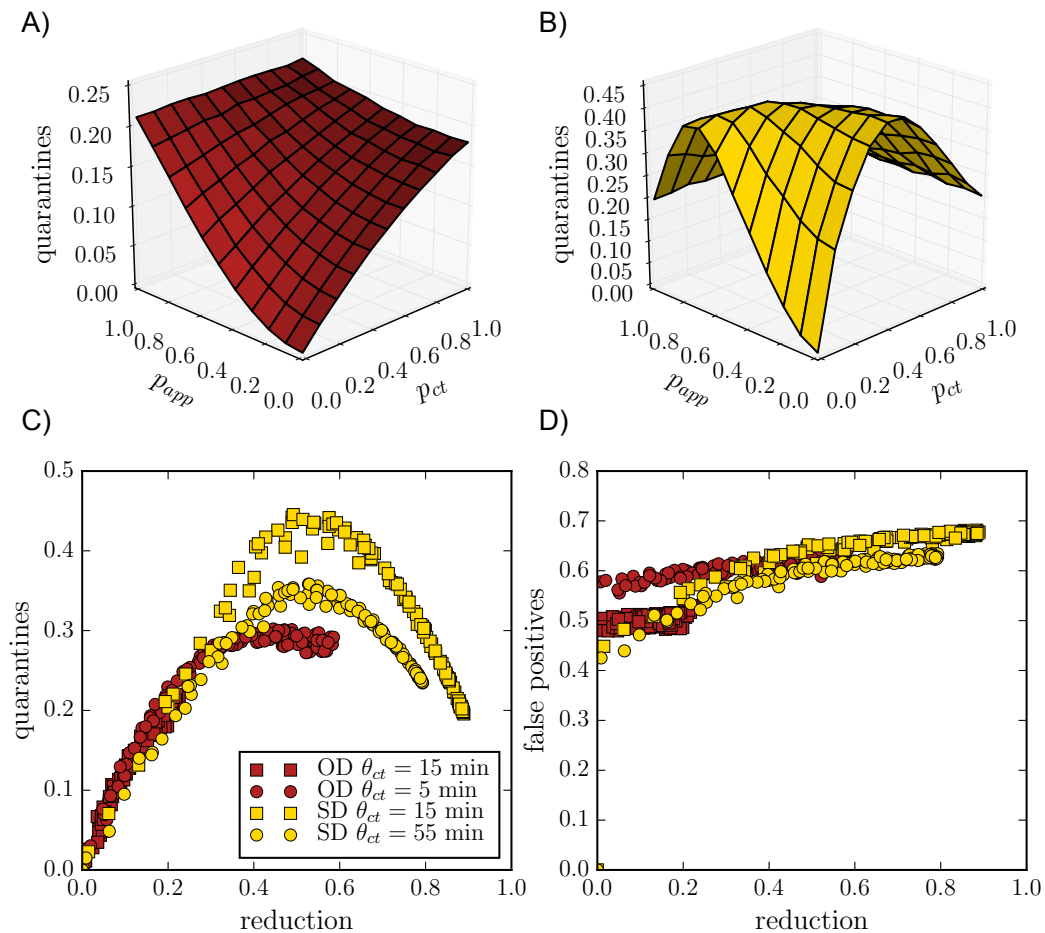 A)
B)
quarantines
0.25
0.20
0.15
0.10
0.05
0.00
1.0
0.8
0.6
0.4
0.2
0.0
p_app
0.0
0.2
0.4
0.6
0.8
1.0
p_ct
quarantines
0.45
0.40
0.35
0.30
0.25
0.20
0.15
0.10
0.05
0.00
1.0
0.8
0.6
0.4
0.2
0.0
p_app
0.0
0.2
0.4
0.6
0.8
1.0
p_ct
C)
quarantines
0.5
0.4
0.3
0.2
0.1
0.0
0.0 0.2 0.4 0.6 0.8 1.0
reduction
OD θ_ct = 15 min
OD θ_ct = 5 min
SD θ_ct = 15 min
SD θ_ct = 55 min
D)
false positives
0.8
0.7
0.6
0.5
0.4
0.3
0.2
0.1
0.0
0.0 0.2 0.4 0.6 0.8 1.0
reduction